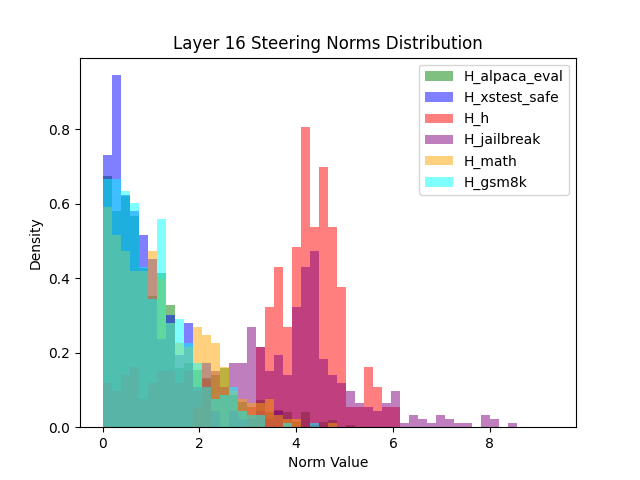 Layer 16 Steering Norms Distribution
H_alpaca_eval
H_xstest_safe
H_h
H_jailbreak
H_math
H_gsm8k
Density
0.8
0.6
0.4
0.2
0.0
0
2
4
6
8
Norm Value